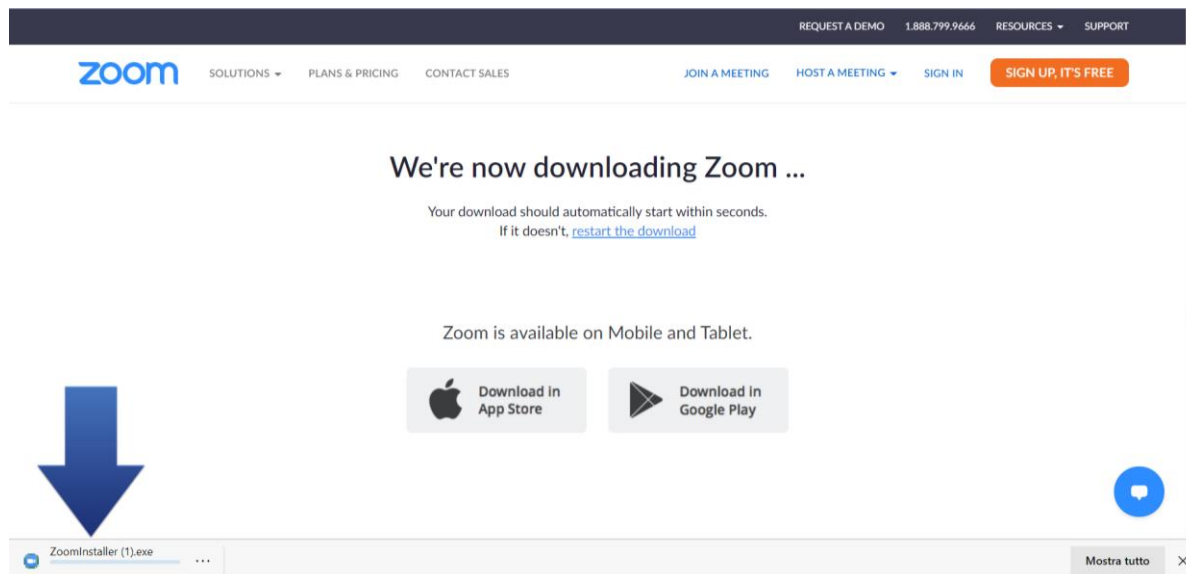 REQUEST A DEMO 1.888.799.9666 RESOURCES SUPPORT
zoom SOLUTIONS PLANS & PRICING CONTACT SALES JOIN A MEETING HOST A MEETING SIGN IN SIGN UP, IT'S FREE
We're now downloading Zoom ...
Your download should automatically start within seconds.
If it doesn't, restart the download
Zoom is available on Mobile and Tablet.
Download in
App Store
Download in
Google Play
ZoomInstaller (1).exe ... Mostra tutto